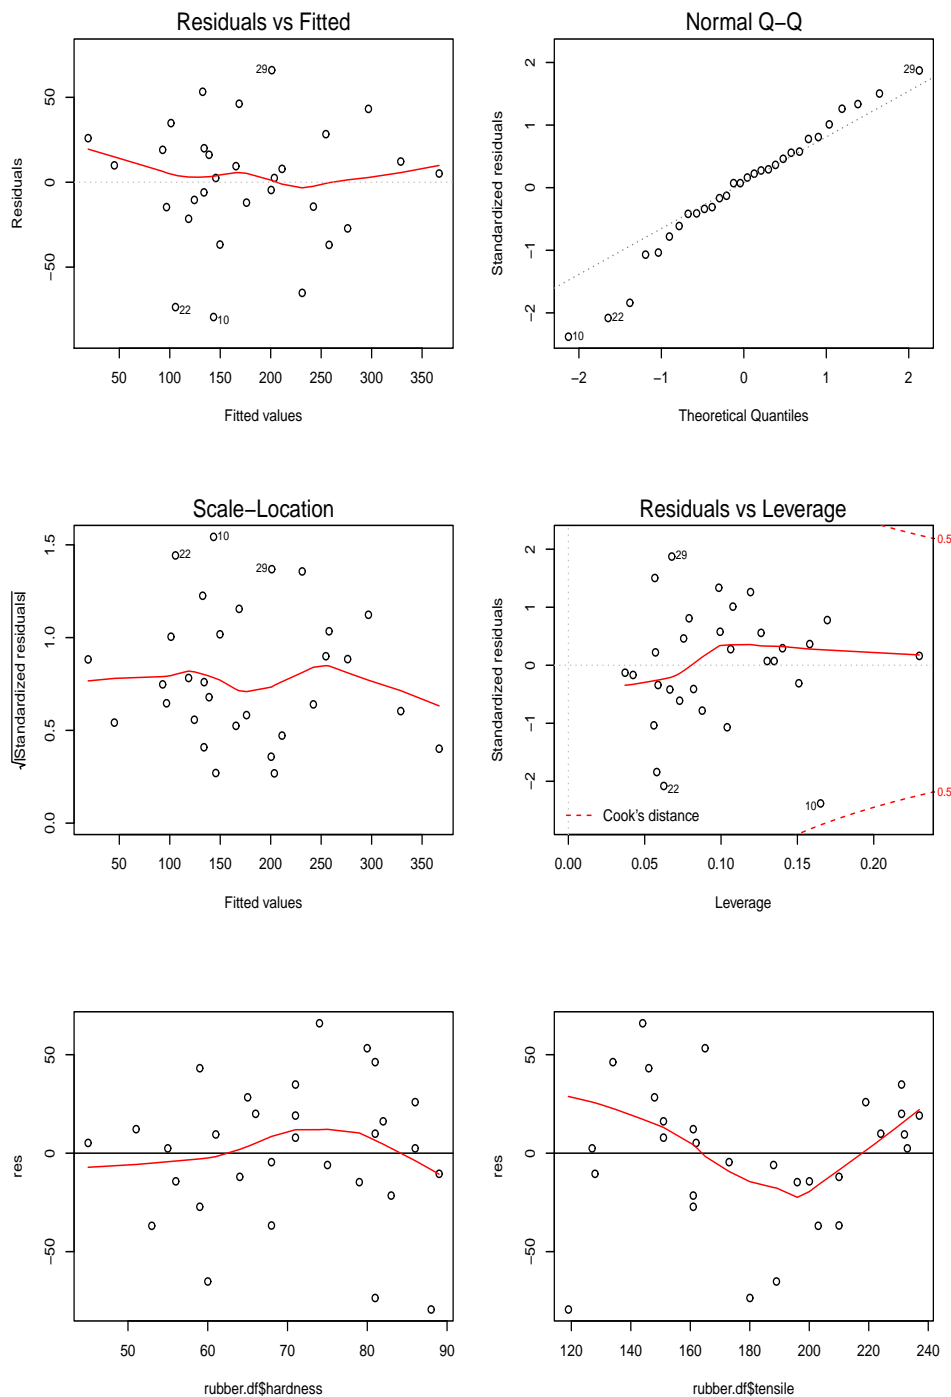 Residuals vs Fitted
Residuals
50
0
−50
29
22
10
50 100 150 200 250 300 350
Fitted values
Normal Q−Q
Standardized residuals
2
1
0
−1
−2
29
22
10
−2 −1 0 1 2
Theoretical Quantiles
Scale−Location
√|Standardized residuals|
1.5
1.0
0.5
0.0
10
22
29
50 100 150 200 250 300 350
Fitted values
Residuals vs Leverage
Standardized residuals
2
1
0
−1
−2
29
22
10
0.5
0.5
Cook's distance
0.00 0.05 0.10 0.15 0.20
Leverage
res
50
0
−50
50 60 70 80 90
rubber.df$hardness
res
50
0
−50
120 140 160 180 200 220 240
rubber.df$tensile